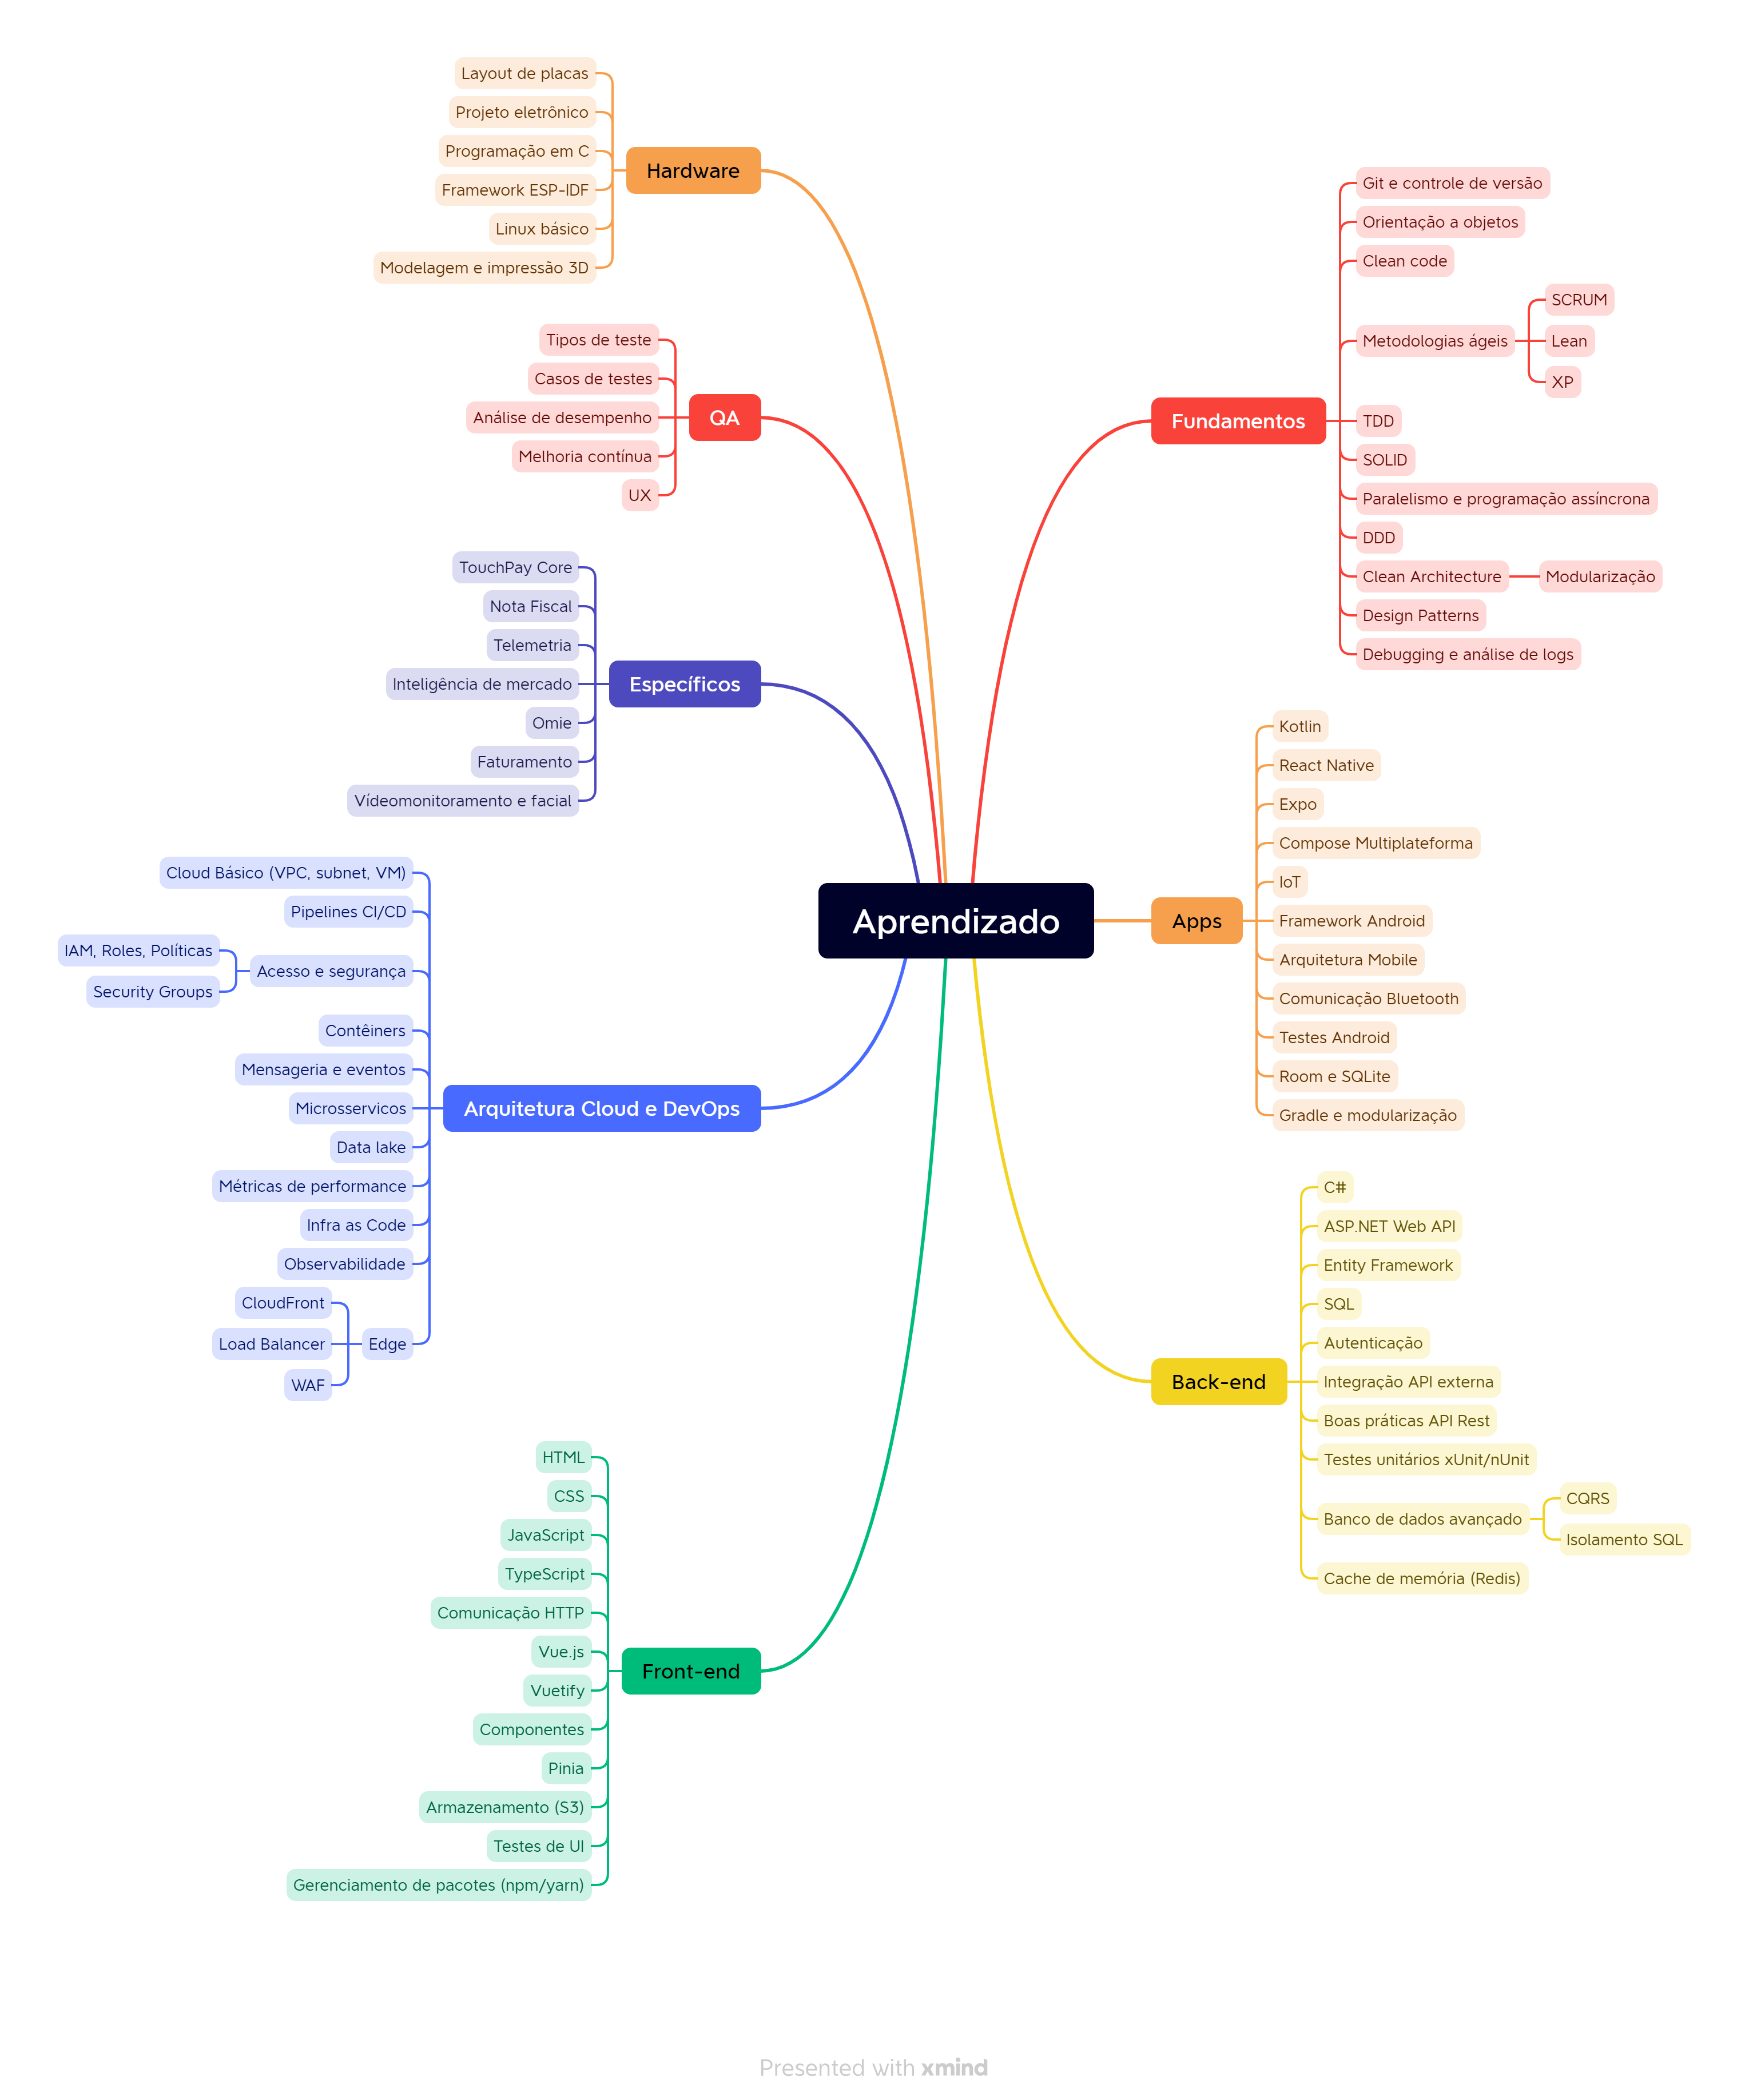 Aprendizado
Fundamentos
Git e controle de versão
Orientação a objetos
Clean code
Metodologias ágeis
SCRUM
Lean
XP
TDD
SOLID
Paralelismo e programação assíncrona
DDD
Clean Architecture
Modularização
Design Patterns
Debugging e análise de logs
Apps
Kotlin
React Native
Expo
Compose Multiplateforma
IoT
Framework Android
Arquitetura Mobile
Comunicação Bluetooth
Testes Android
Room e SQLite
Gradle e modularização
Back-end
C#
ASP.NET Web API
Entity Framework
SQL
Autenticação
Integração API externa
Boas práticas API Rest
Testes unitários xUnit/nUnit
Banco de dados avançado
CQRS
Isolamento SQL
Cache de memória (Redis)
Hardware
Layout de placas
Projeto eletrônico
Programação em C
Framework ESP-IDF
Linux básico
Modelagem e impressão 3D
QA
Tipos de teste
Casos de testes
Análise de desempenho
Melhoria contínua
UX
Específicos
TouchPay Core
Nota Fiscal
Telemetria
Inteligência de mercado
Omie
Faturamento
Vídeomonitoramento e facial
Arquitetura Cloud e DevOps
Cloud Básico (VPC, subnet, VM)
Pipelines CI/CD
Acesso e segurança
IAM, Roles, Políticas
Security Groups
Contêiners
Mensageria e eventos
Microsservicos
Data lake
Métricas de performance
Infra as Code
Observabilidade
Edge
CloudFront
Load Balancer
WAF
Front-end
HTML
CSS
JavaScript
TypeScript
Comunicação HTTP
Vue.js
Vuetify
Componentes
Pinia
Armazenamento (S3)
Testes de UI
Gerenciamento de pacotes (npm/yarn)
Presented with xmind